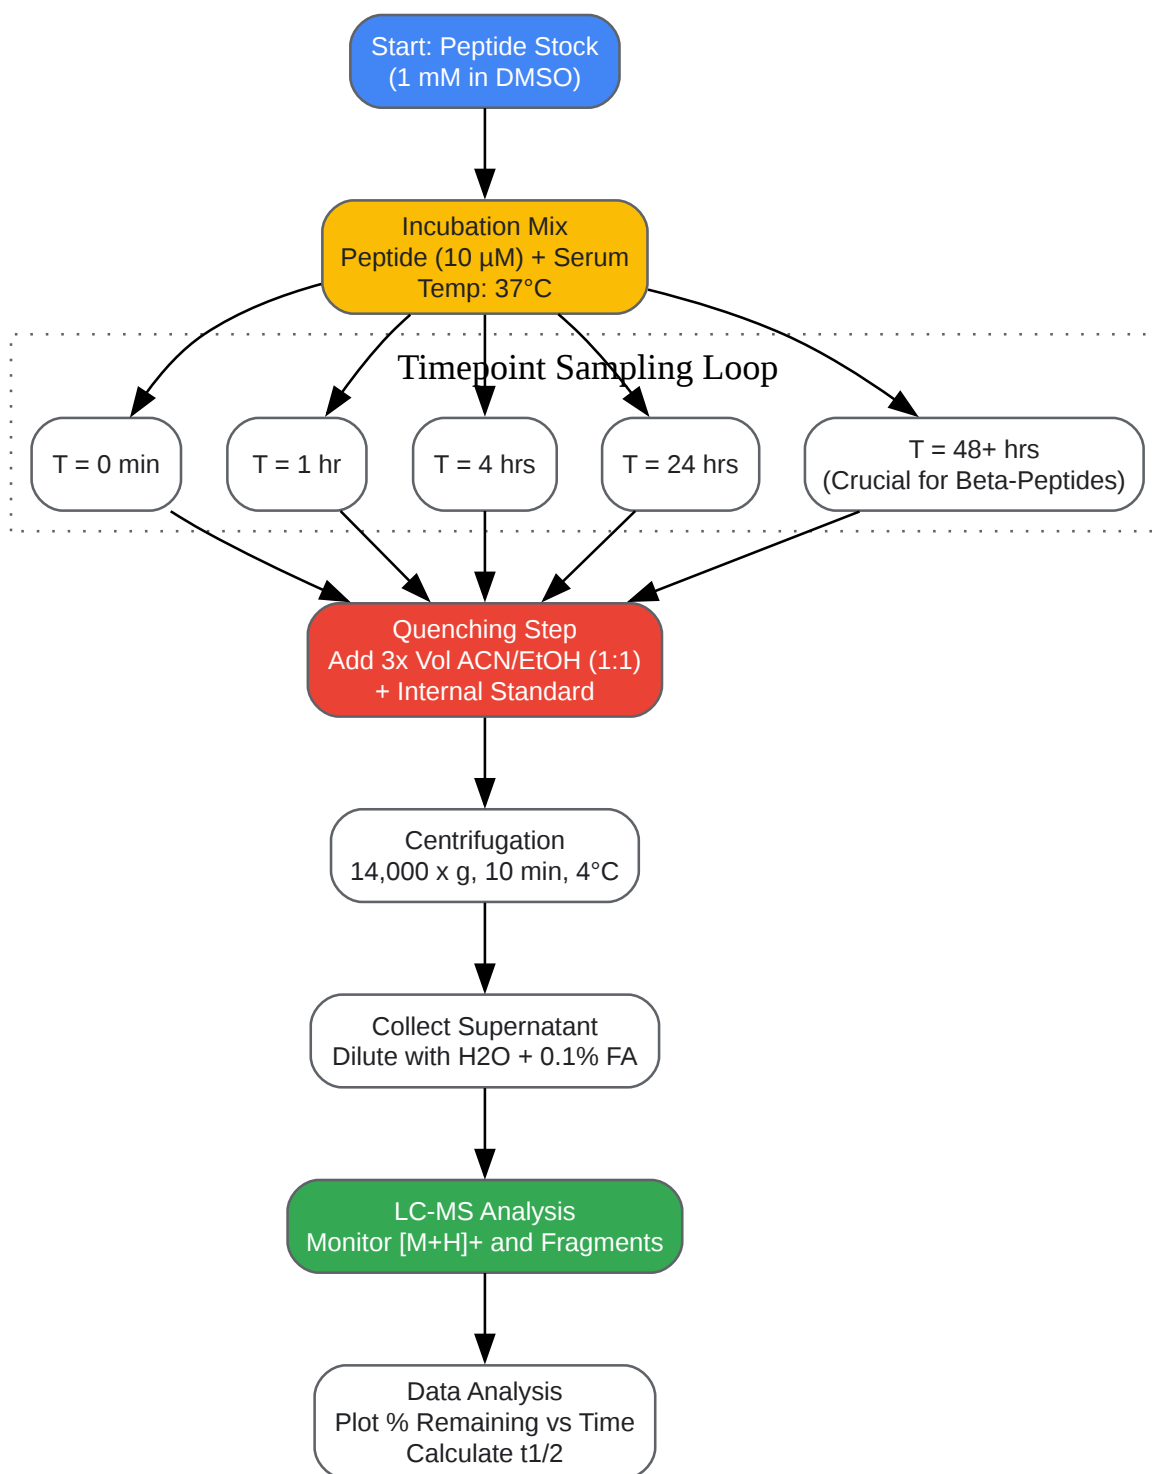 Start: Peptide Stock
(1 mM in DMSO)
Incubation Mix
Peptide (10 µM) + Serum
Temp: 37°C
Timepoint Sampling Loop
T = 0 min
T = 1 hr
T = 4 hrs
T = 24 hrs
T = 48+ hrs
(Crucial for Beta-Peptides)
Quenching Step
Add 3x Vol ACN/EtOH (1:1)
+ Internal Standard
Centrifugation
14,000 x g, 10 min, 4°C
Collect Supernatant
Dilute with H2O + 0.1% FA
LC-MS Analysis
Monitor [M+H]+ and Fragments
Data Analysis
Plot % Remaining vs Time
Calculate t1/2